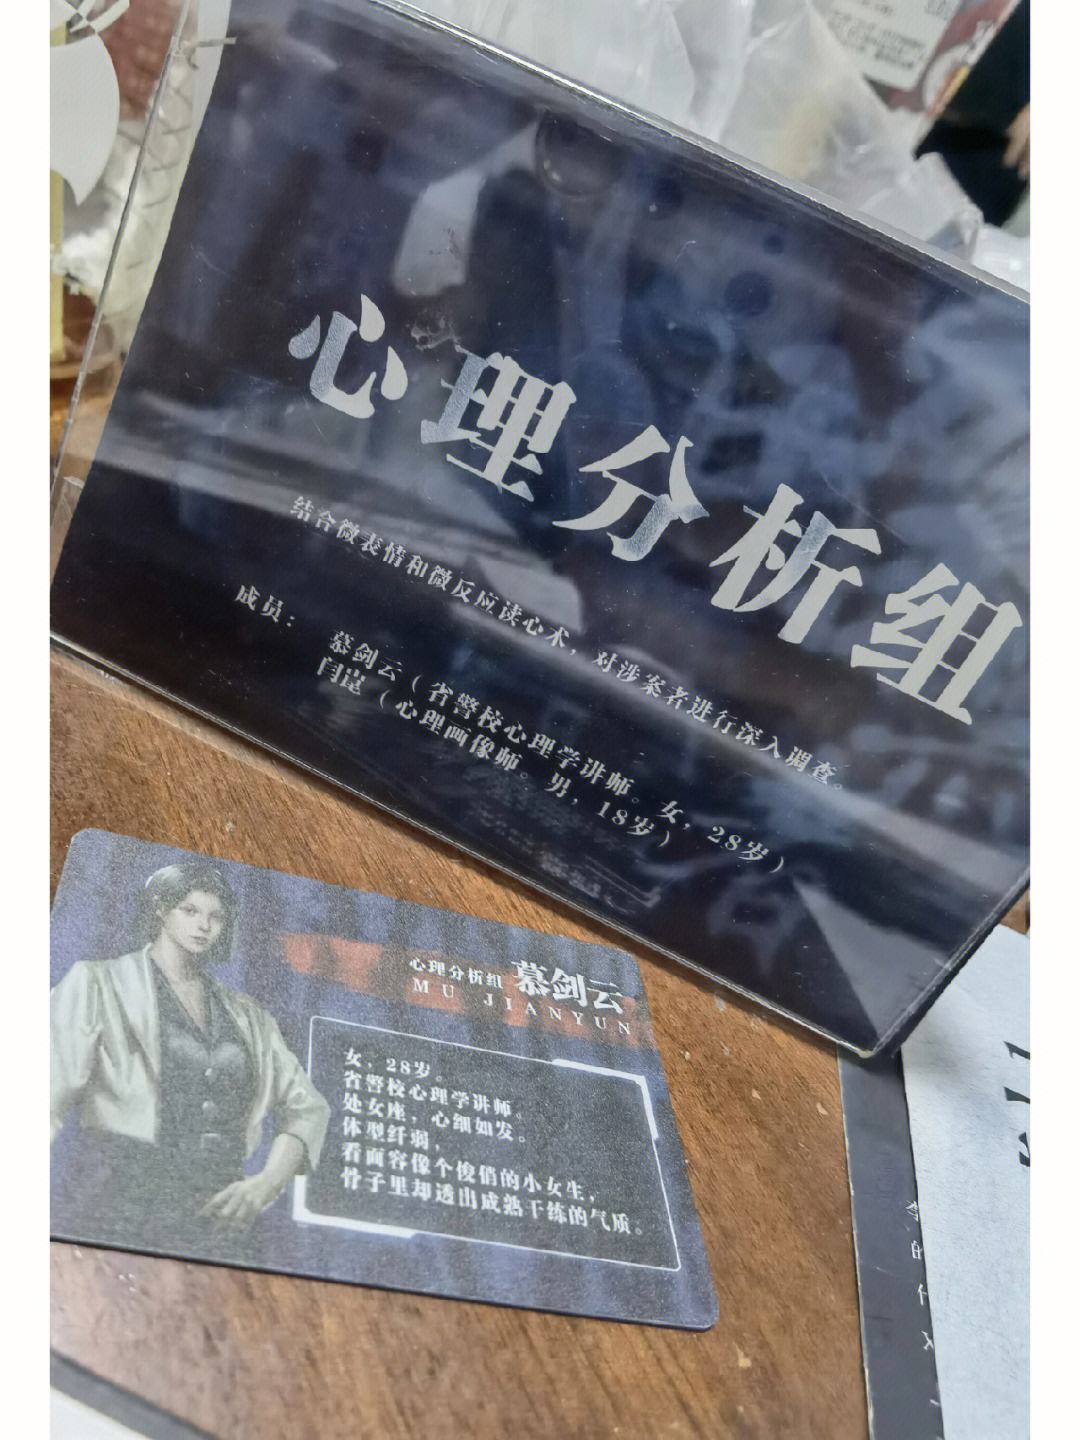 心理分析组
结合微表情和微反应读心术，对涉案者进行深入调查。
成员：慕剑云（省警校心理学讲师。女，28岁）
闫崑（心理画像师。男，18岁）
心理分析组 慕剑云
MU JIANYUN
女，28岁。
省警校心理学讲师。
处女座，心细如发。
体型纤弱，
看面容像个俊俏的小女生，
骨子里却透出成熟干练的气质。
的